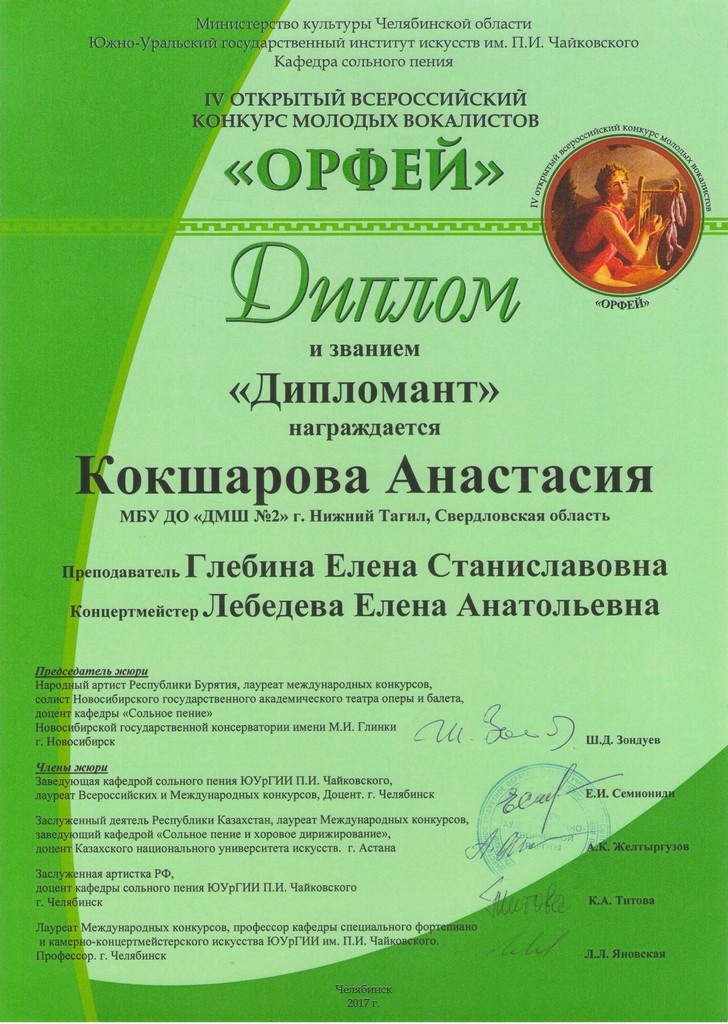 Министерство культуры Челябинской области
Южно-Уральский государственный институт искусств им. П.И. Чайковского
Кафедра сольного пения
IV ОТКРЫТЫЙ ВСЕРОССИЙСКИЙ
КОНКУРС МОЛОДЫХ ВОКАЛИСТОВ
«ОРФЕЙ»
IV открытый всероссийский конкурс молодых вокалистов
«ОРФЕЙ»
Диплом
и званием
«Дипломант»
награждается
Кокшарова Анастасия
МБУ ДО «ДМШ №2» г. Нижний Тагил, Свердловская область
Преподаватель Глебина Елена Станиславовна
Концертмейстер Лебедева Елена Анатольевна
Председатель жюри
Народный артист Республики Бурятия, лауреат международных конкурсов,
солист Новосибирского государственного академического театра оперы и балета,
доцент кафедры «Сольное пение»
Новосибирской государственной консерватории имени М.И. Глинки
г. Новосибирск
Ш.Д. Зондуев
Члены жюри
Заведующая кафедрой сольного пения ЮУрГИИ П.И. Чайковского,
лауреат Всероссийских и Международных конкурсов, Доцент. г. Челябинск
Е.И. Семиониди
Заслуженный деятель Республики Казахстан, лауреат Международных конкурсов,
заведующий кафедрой «Сольное пение и хоровое дирижирование»,
доцент Казахского национального университета искусств. г. Астана
А.К. Желтыргузов
Заслуженная артистка РФ,
доцент кафедры сольного пения ЮУрГИИ П.И. Чайковского
г. Челябинск
К.А. Титова
Лауреат Международных конкурсов, профессор кафедры специального фортепиано
и камерно-концертмейстерского искусства ЮУрГИИ им. П.И. Чайковского.
Профессор. г. Челябинск
Л.Л. Яновская
Челябинск
2017 г.